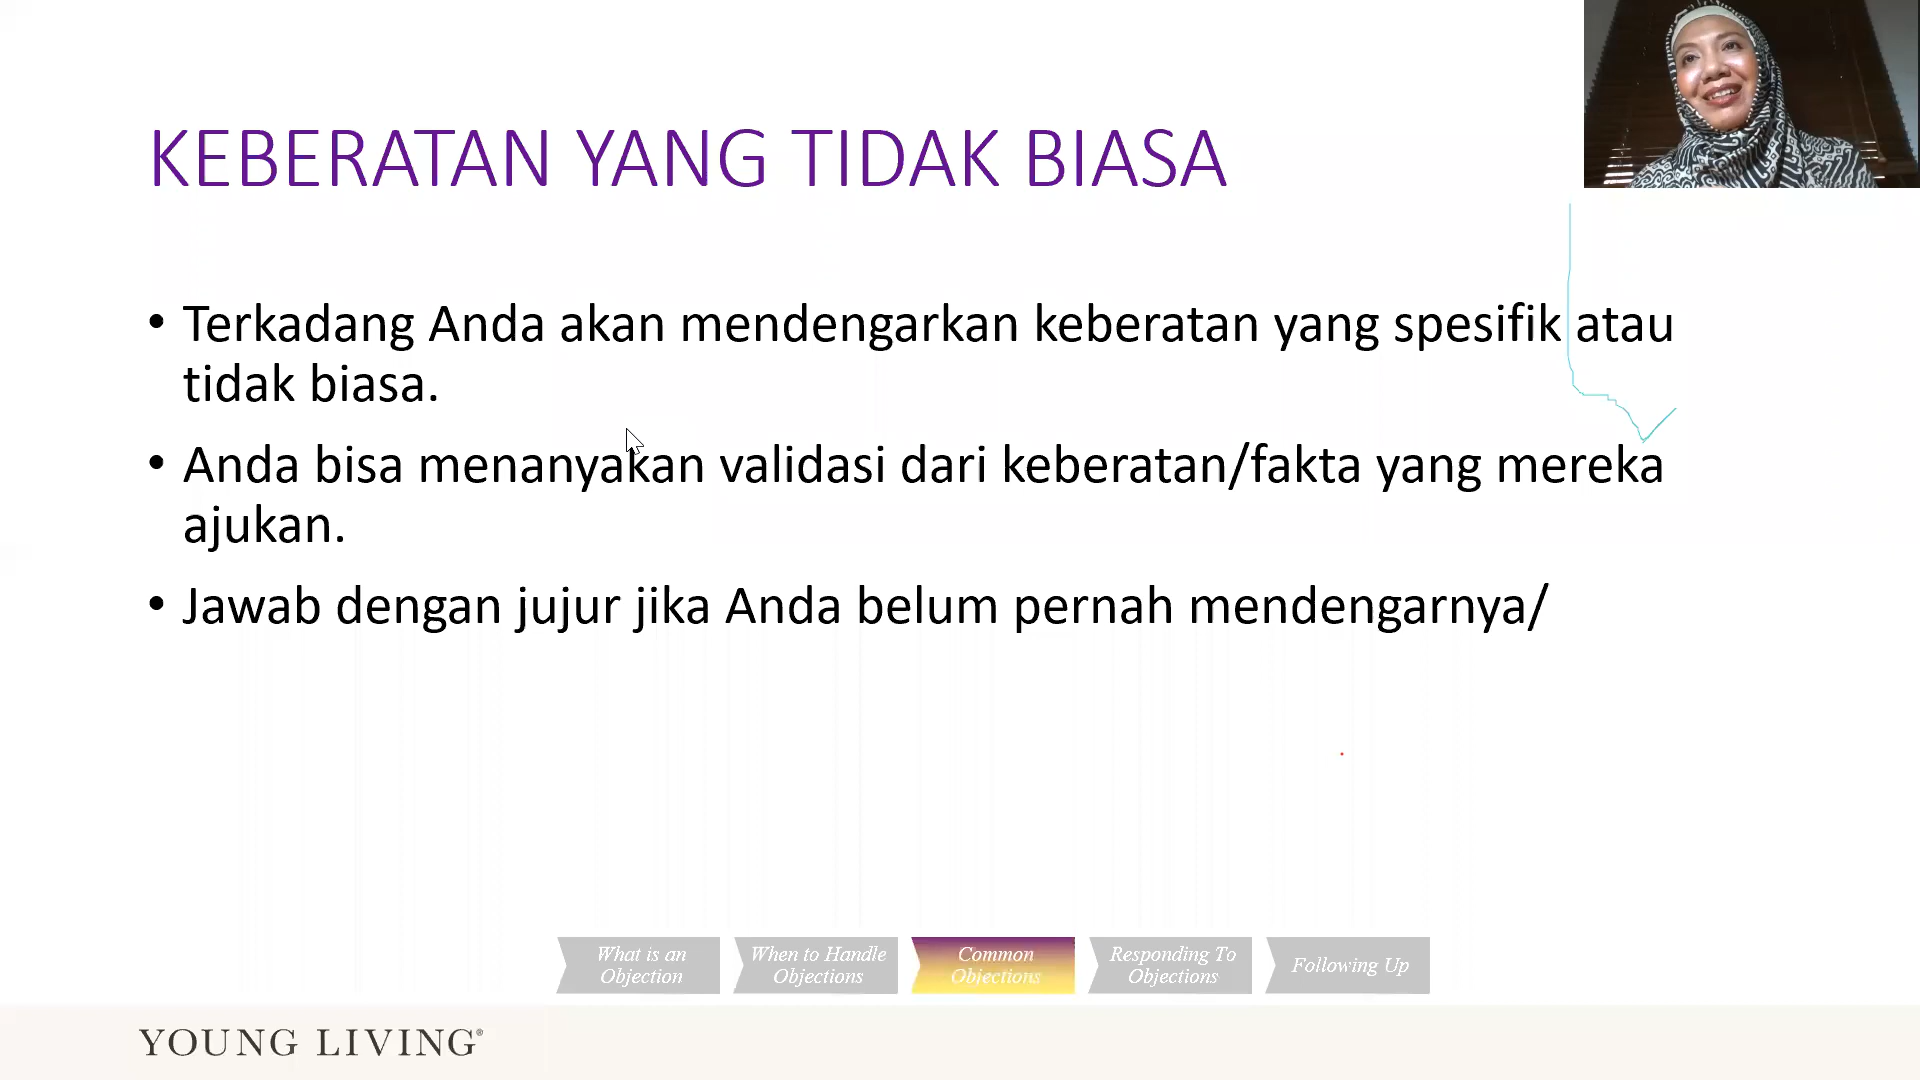 KEBERATAN YANG TIDAK BIASA
• Terkadang Anda akan mendengarkan keberatan yang spesifik atau
tidak biasa.
• Anda bisa menanyakan validasi dari keberatan/fakta yang mereka
ajukan.
• Jawab dengan jujur jika Anda belum pernah mendengarnya/
What is an
Objection
When to Handle
Objections
Common
Objections
Responding To
Objections
Following Up
YOUNG LIVING®